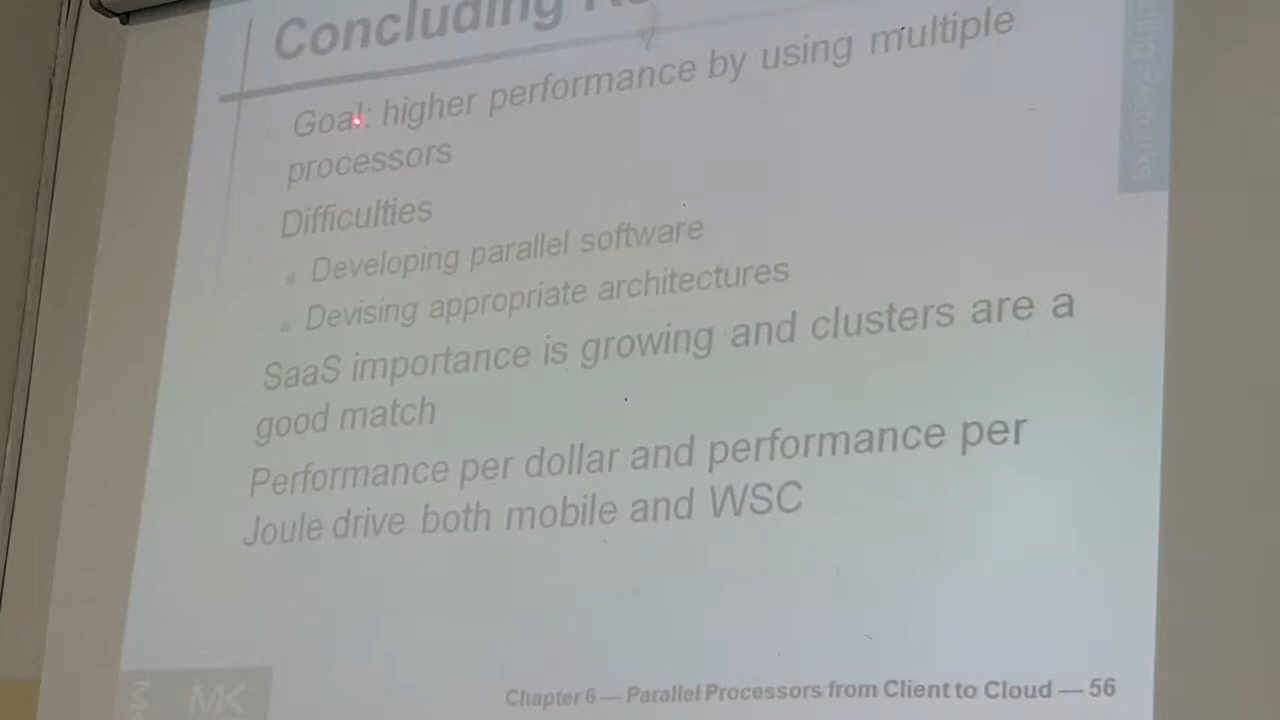 Concluding
Goal: higher performance by using multiple
processors
Difficulties
Developing parallel software
Devising appropriate architectures
SaaS importance is growing and clusters are a
good match
Performance per dollar and performance per
Joule drive both mobile and WSC
MK
Chapter 6 — Parallel Processors from Client to Cloud — 56